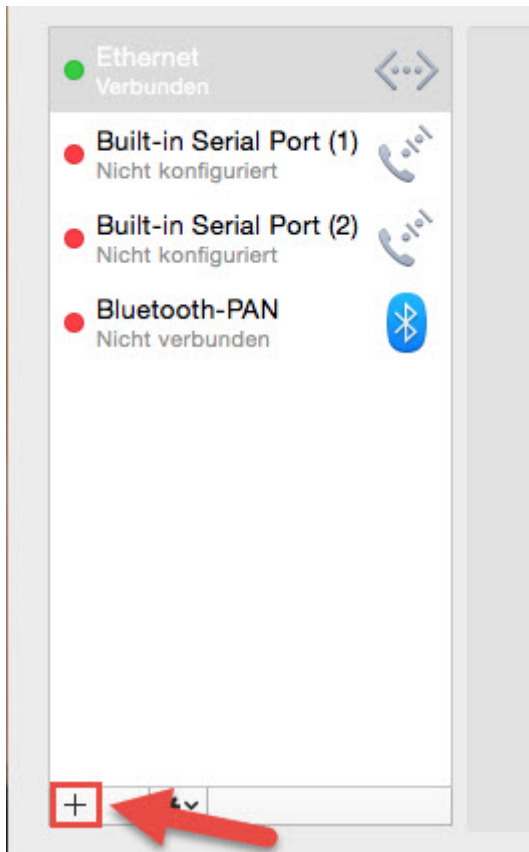 Ethernet
Verbunden
Built-in Serial Port (1)
Nicht konfiguriert
Built-in Serial Port (2)
Nicht konfiguriert
Bluetooth-PAN
Nicht verbunden